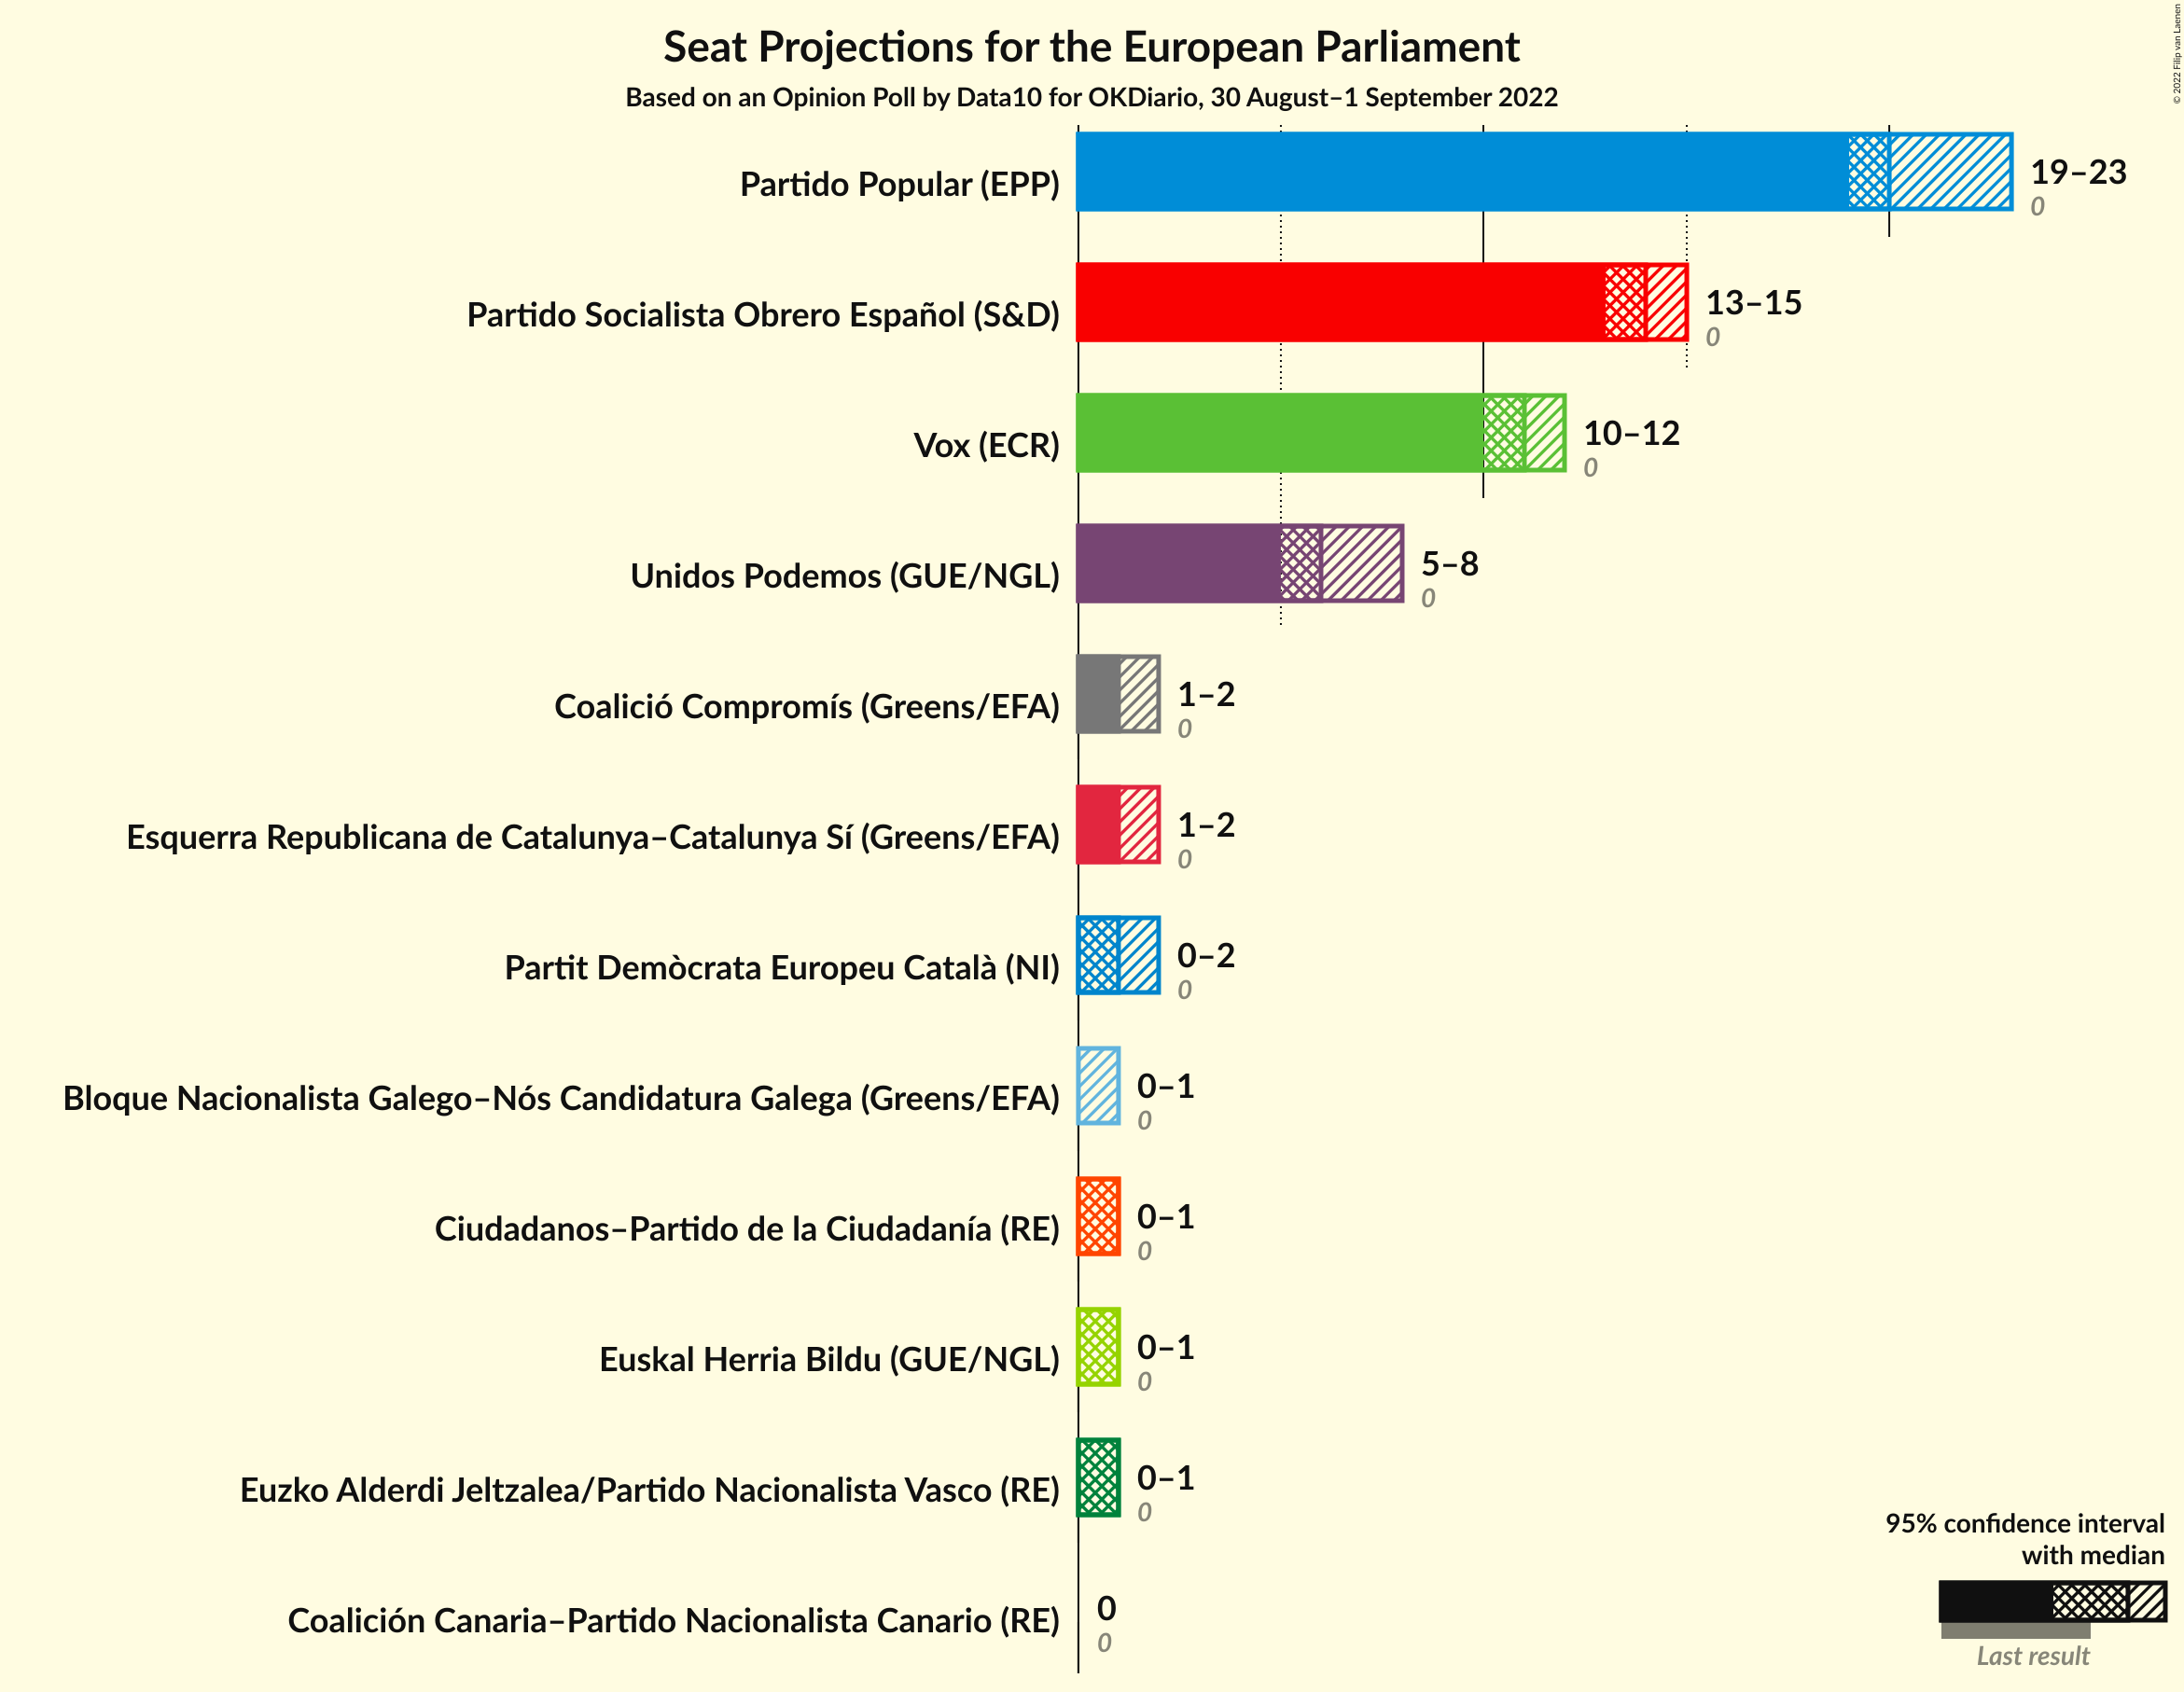 © 2022 Filip van Laenen
Seat Projections for the European Parliament
Based on an Opinion Poll by Data10 for OKDiario, 30 August–1 September 2022
Partido Popular (EPP)
19–23
0
Partido Socialista Obrero Español (S&D)
13–15
0
Vox (ECR)
10–12
0
Unidos Podemos (GUE/NGL)
5–8
0
Coalició Compromís (Greens/EFA)
1–2
0
Esquerra Republicana de Catalunya–Catalunya Sí (Greens/EFA)
1–2
0
Partit Demòcrata Europeu Català (NI)
0–2
0
Bloque Nacionalista Galego–Nós Candidatura Galega (Greens/EFA)
0–1
0
Ciudadanos–Partido de la Ciudadanía (RE)
0–1
0
Euskal Herria Bildu (GUE/NGL)
0–1
0
Euzko Alderdi Jeltzalea/Partido Nacionalista Vasco (RE)
0–1
0
Coalición Canaria–Partido Nacionalista Canario (RE)
0
0
95% confidence interval
with median
Last result